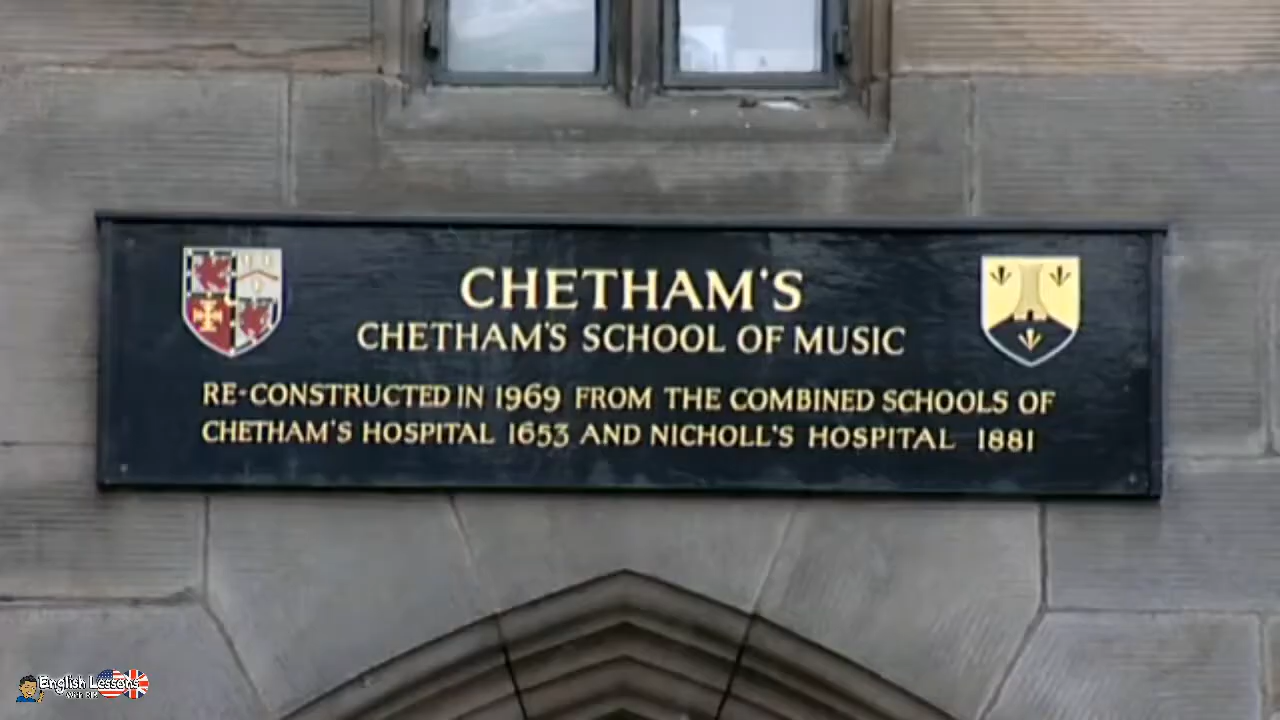 CHETHAM'S
CHETHAM'S SCHOOL OF MUSIC
RE-CONSTRUCTED IN 1969 FROM THE COMBINED SCHOOLS OF
CHETHAM'S HOSPITAL 1653 AND NICHOLL'S HOSPITAL 1881
English Lessons